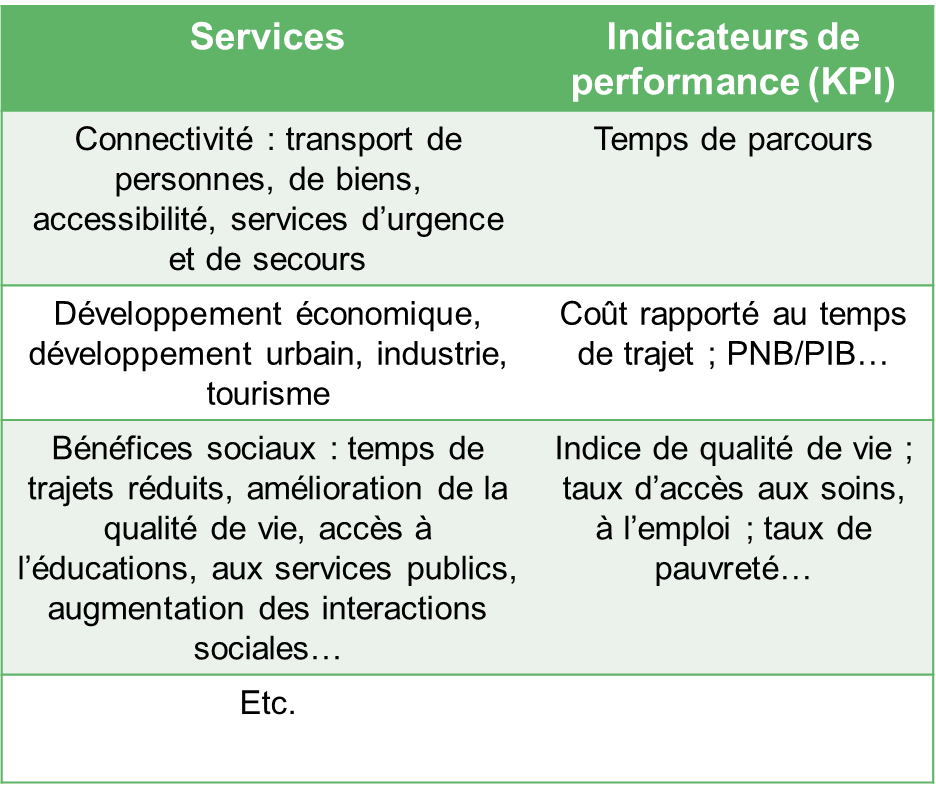 Services
Indicateurs de
performance (KPI)
Connectivité : transport de
personnes, de biens,
accessibilité, services d’urgence
et de secours
Temps de parcours
Développement économique,
développement urbain, industrie,
tourisme
Coût rapporté au temps
de trajet ; PNB/PIB…
Bénéfices sociaux : temps de
trajets réduits, amélioration de la
qualité de vie, accès à
l’éducations, aux services publics,
augmentation des interactions
sociales…
Indice de qualité de vie ;
taux d’accès aux soins,
à l’emploi ; taux de
pauvreté…
Etc.